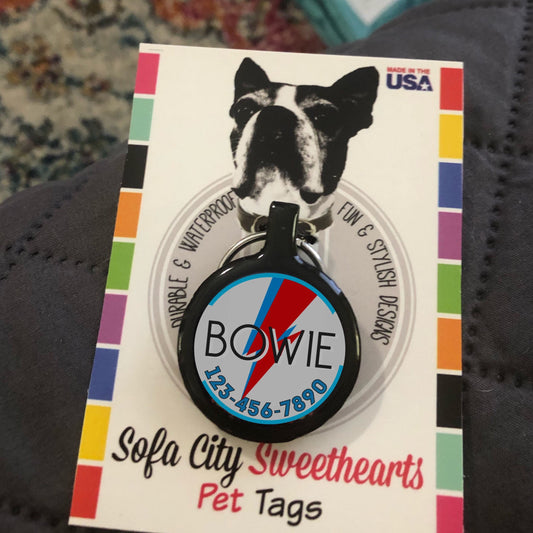 MADE IN THE
USA
DURABLE & WATERPROOF
FUN & STYLISH DESIGNS
BOWIE
123-456-7890
Sofa City Sweethearts
Pet Tags